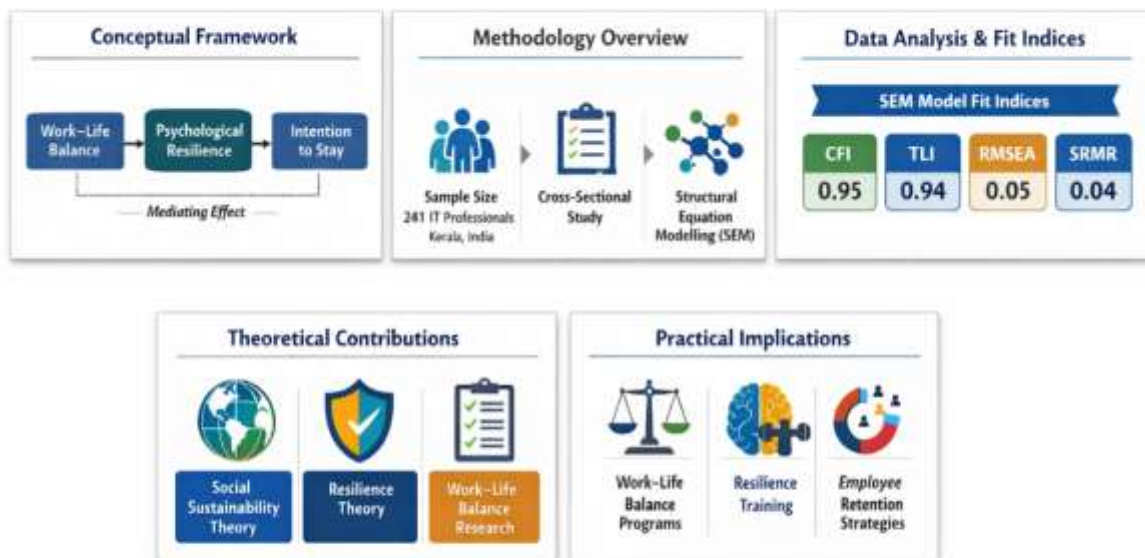 Conceptual Framework
Work–Life
Balance
Psychological
Resilience
Intention
to Stay
Mediating Effect
Methodology Overview
Sample Size
241 IT Professionals
Kerala, India
Cross-Sectional
Study
Structural
Equation
Modelling (SEM)
Data Analysis & Fit Indices
SEM Model Fit Indices
CFI
0.95
TLI
0.94
RMSEA
0.05
SRMR
0.04
Theoretical Contributions
Social
Sustainability
Theory
Resilience
Theory
Work–Life
Balance
Research
Practical Implications
Work–Life
Balance
Programs
Resilience
Training
Employee
Retention
Strategies